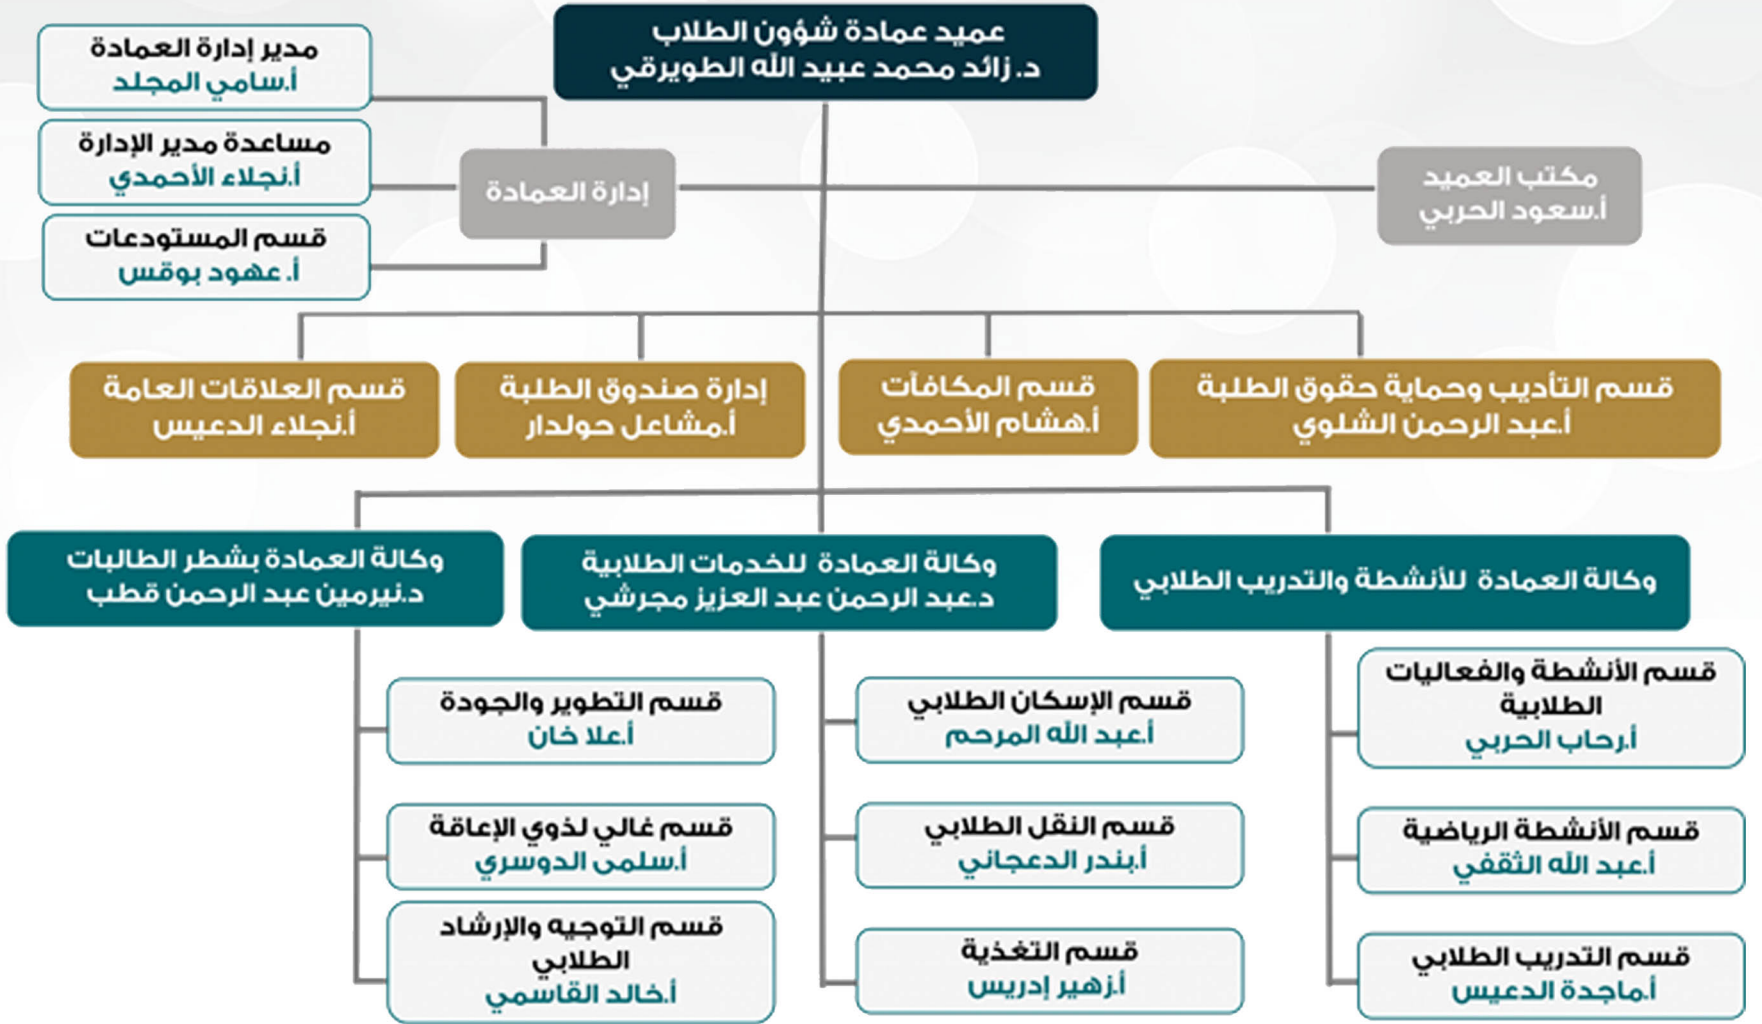 عميد عمادة شؤون الطلاب
د. زائد محمد عبيد الله الطويرقي
مدير إدارة العمادة
أ.سامي المجلد
مساعدة مدير الإدارة
أ.نجلاء الأحمدي
قسم المستودعات
أ. عهود بوقس
إدارة العمادة
مكتب العميد
أ.سعود الحربي
قسم التأديب وحماية حقوق الطلبة
أ.عبد الرحمن الشلوي
قسم المكافآت
أ.هشام الأحمدي
إدارة صندوق الطلبة
أ.مشاعل حولدار
قسم العلاقات العامة
أ.نجلاء الدعيس
وكالة العمادة للأنشطة والتدريب الطلابي
قسم الأنشطة والفعاليات
الطلابية
أ.رحاب الحربي
قسم الأنشطة الرياضية
أ.عبد الله الثقفي
قسم التدريب الطلابي
أ.ماجدة الدعيس
وكالة العمادة للخدمات الطلابية
د.عبد الرحمن عبد العزيز مجرشي
قسم الإسكان الطلابي
أ.عبد الله المرحم
قسم النقل الطلابي
أ.بندر الدعجاني
قسم التغذية
أ.زهير إدريس
وكالة العمادة بشطر الطالبات
د.نيرمين عبد الرحمن قطب
قسم التطوير والجودة
أ.علا خان
قسم غالي لذوي الإعاقة
أ.سلمى الدوسري
قسم التوجيه والإرشاد
الطلابي
أ.خالد القاسمي